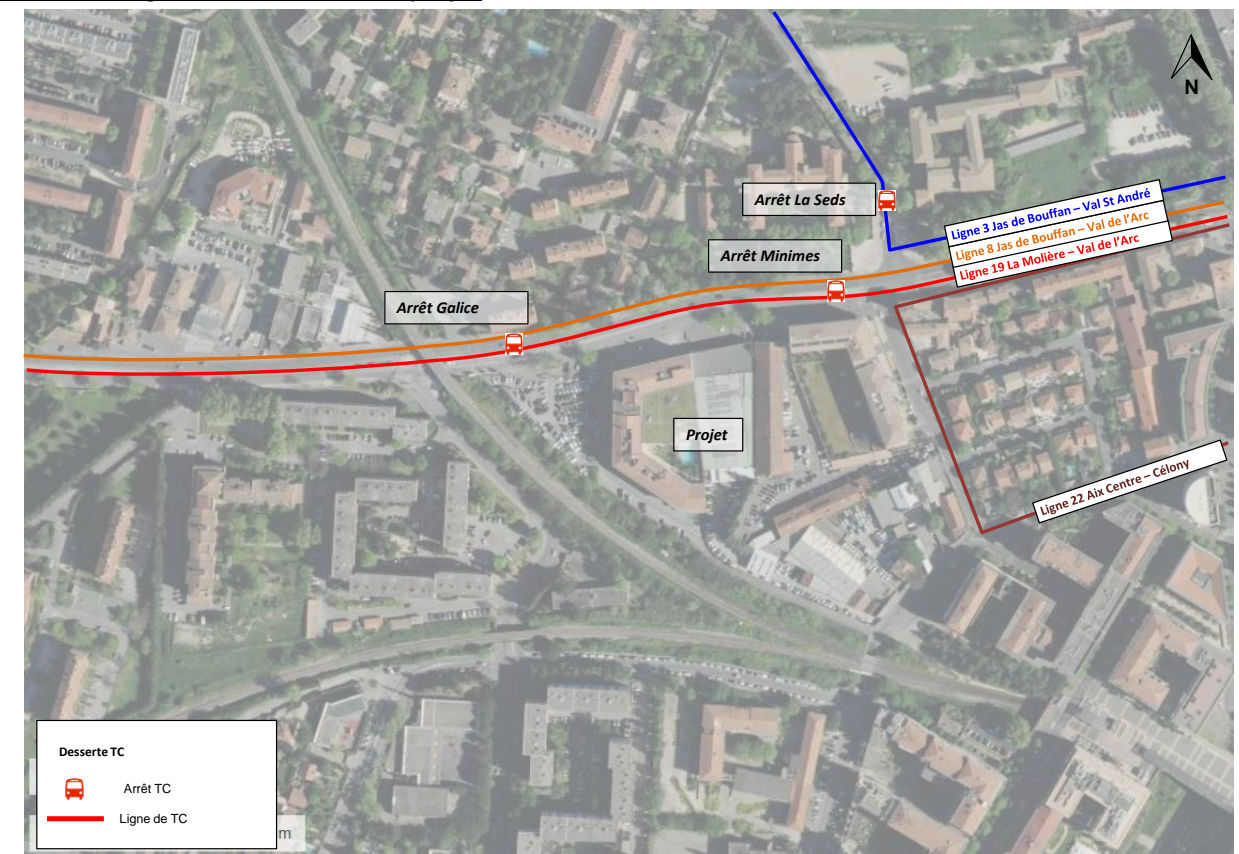 N
Arrêt La Seds
Ligne 3 Jas de Bouffan – Val St André
Ligne 8 Jas de Bouffan – Val de l'Arc
Ligne 19 La Molière – Val de l'Arc
Arrêt Minimes
Arrêt Galice
Projet
Ligne 22 Aix Centre – Célony
Desserte TC
Arrêt TC
Ligne de TC
m